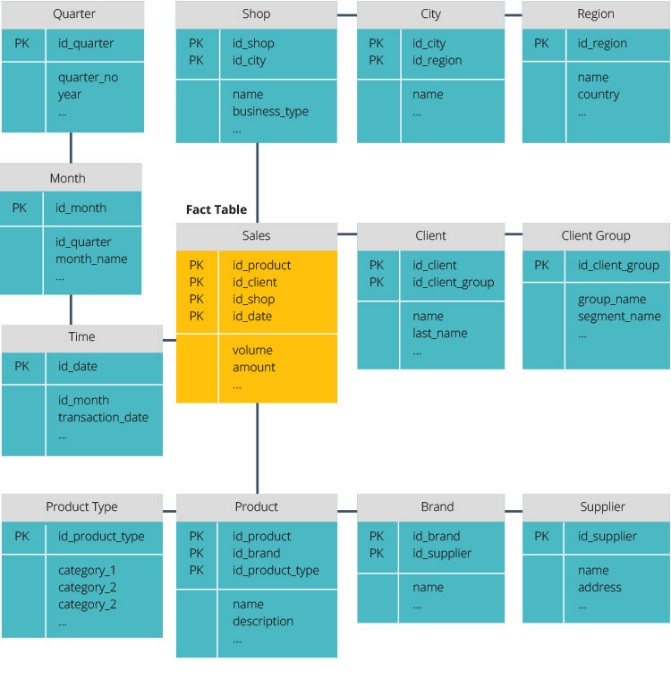 Quarter
PK id_quarter
quarter_no
year
...
Shop
PK id_shop
PK id_city
name
business_type
...
City
PK id_city
PK id_region
name
...
Region
PK id_region
name
country
...
Month
PK id_month
id_quarter
month_name
...
Fact Table
Sales
PK id_product
PK id_client
PK id_shop
PK id_date
volume
amount
...
Client
PK id_client
PK id_client_group
name
last_name
...
Client Group
PK id_client_group
group_name
segment_name
...
Time
PK id_date
id_month
transaction_date
...
Product Type
PK id_product_type
category_1
category_2
category_2
...
Product
PK id_product
PK id_brand
PK id_product_type
name
description
...
Brand
PK id_brand
PK id_supplier
name
...
Supplier
PK id_supplier
name
address
...